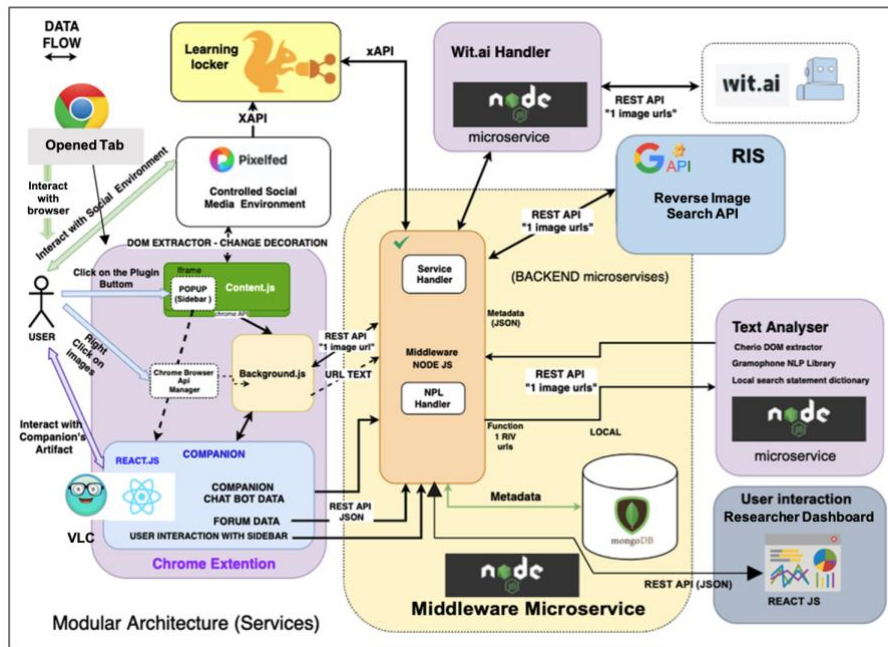 DATA
FLOW
Opened Tab
Interact
with
browser
Interact with Social Environment
Learning
locker
xAPI
XAPI
Pixelfed
Controlled Social
Media Environment
DOM EXTRACTOR - CHANGE DECORATION
Wit.ai Handler
node
JS
microservice
REST API
"1 image urls"
wit.ai
G API
RIS
Reverse Image
Search API
REST API
"1 image urls"
(BACKEND microservises)
Service
Handler
Middleware
NODE JS
NPL
Handler
Metadata
(JSON)
REST API
"1 image urls"
Function
1 RIV
urls
LOCAL
Text Analyser
Cherio DOM extractor
Gramophone NLP Library
Local search statement dictionary
node
JS
microservice
Click on the Plugin
Buttom
Iframe
POPUP
(Sidebar )
Content.js
chrome API
USER
Right
Click on
images
Chrome Browser
Api
Manager
Background.js
REST API
"1 image url"
URL TEXT
Interact with
Companion's
Artifact
REACT.JS
COMPANION
COMPANION
CHAT BOT DATA
FORUM DATA
USER INTERACTION WITH SIDEBAR
REST API
JSON
VLC
Chrome Extention
Metadata
mongoDB
node
JS
Middleware Microservice
REST API (JSON)
User interaction
Researcher Dashboard
REACT JS
Modular Architecture (Services)